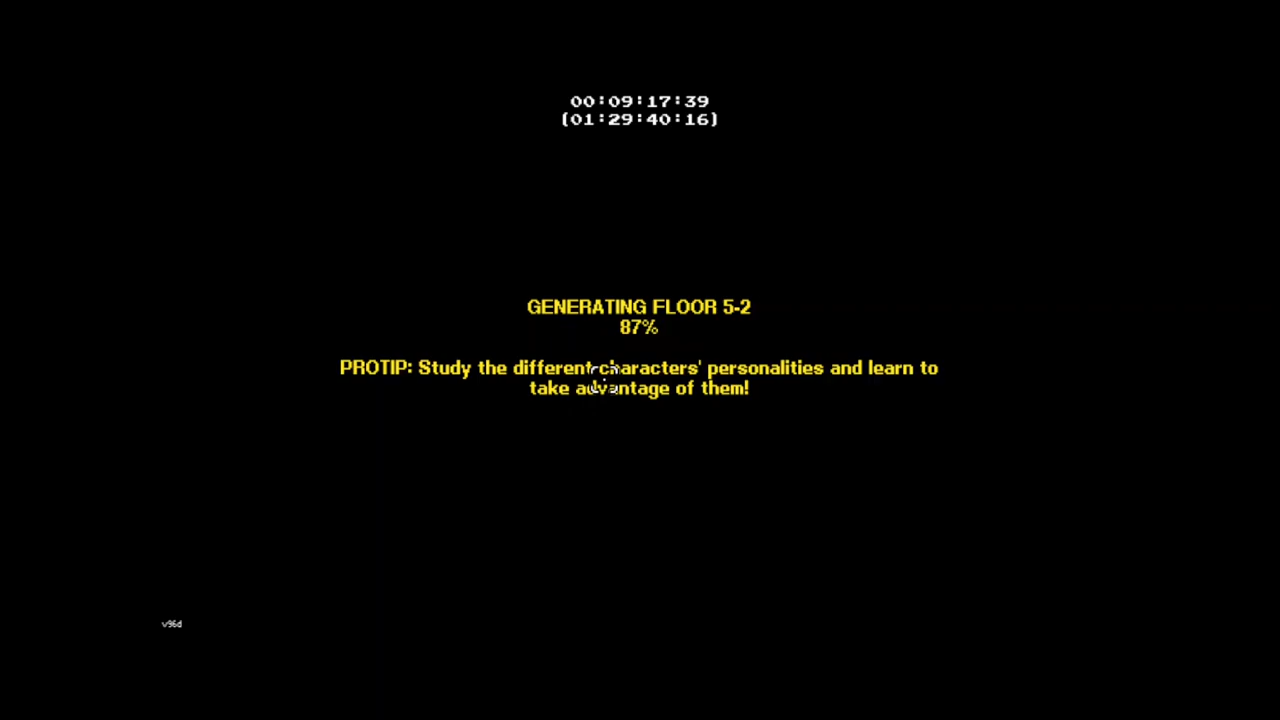 00:09:17:39
(01:29:40:16)
GENERATING FLOOR 5-2
87%
PROTIP: Study the different characters' personalities and learn to
take advantage of them!
v96d